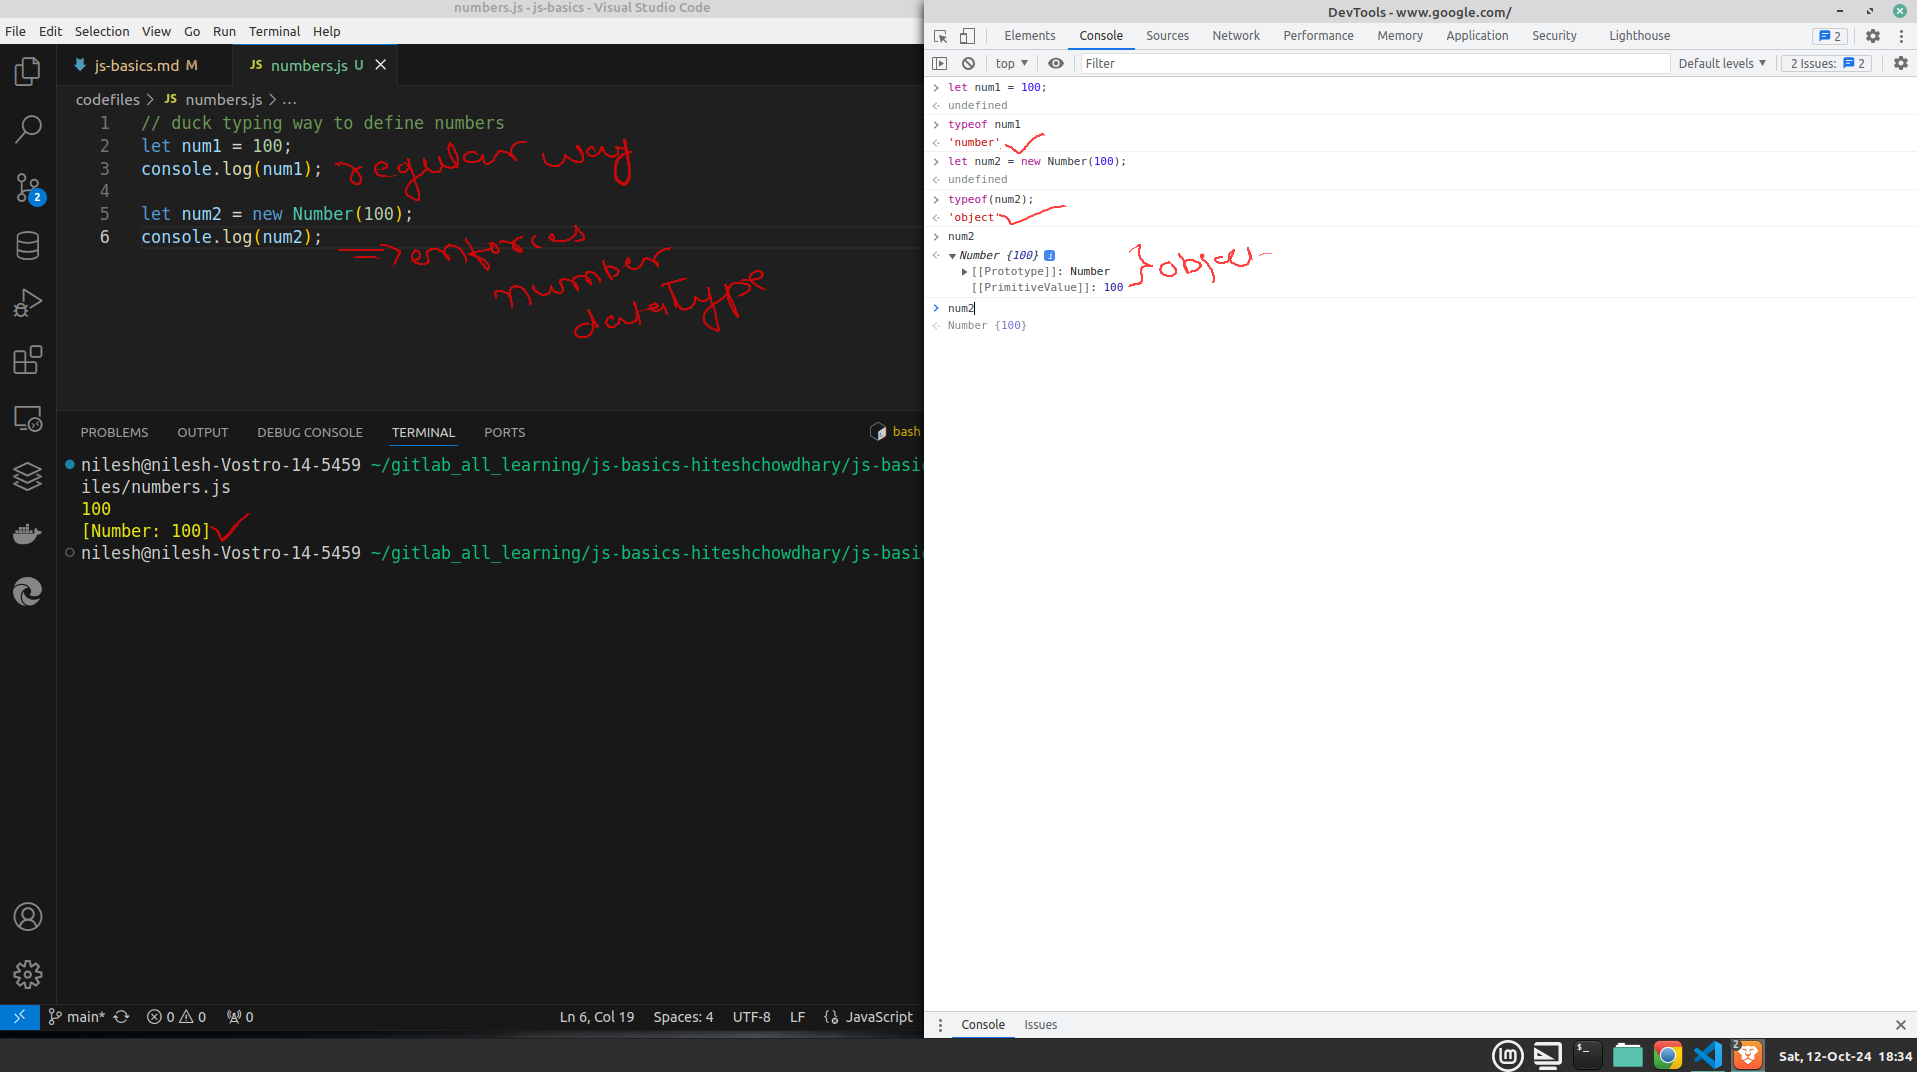 numbers.js - js-basics - Visual Studio Code
File Edit Selection View Go Run Terminal Help
js-basics.md M JS numbers.js U
codefiles > JS numbers.js > ...
1 // duck typing way to define numbers
2 let num1 = 100;
3 console.log(num1);
regular way
4
5 let num2 = new Number(100);
6 console.log(num2);
=> enforces
number
dataType
2
PROBLEMS OUTPUT DEBUG CONSOLE TERMINAL PORTS
bash
nilesh@nilesh-Vostro-14-5459 ~/gitlab_all_learning/js-basics-hiteshchowdhary/js-basi
iles/numbers.js
100
[Number: 100]
nilesh@nilesh-Vostro-14-5459 ~/gitlab_all_learning/js-basics-hiteshchowdhary/js-basi
main* 0 0 0 Ln 6, Col 19 Spaces: 4 UTF-8 LF {} JavaScript
DevTools - www.google.com/
Elements Console Sources Network Performance Memory Application Security Lighthouse 2
top Filter Default levels 2 Issues: 2
let num1 = 100;
undefined
typeof num1
'number'
let num2 = new Number(100);
undefined
typeof(num2);
'object'
num2
Number {100} i
[[Prototype]]: Number
[[PrimitiveValue]]: 100
num2
Number {100}
Console Issues
2
Sat, 12-Oct-24 18:34